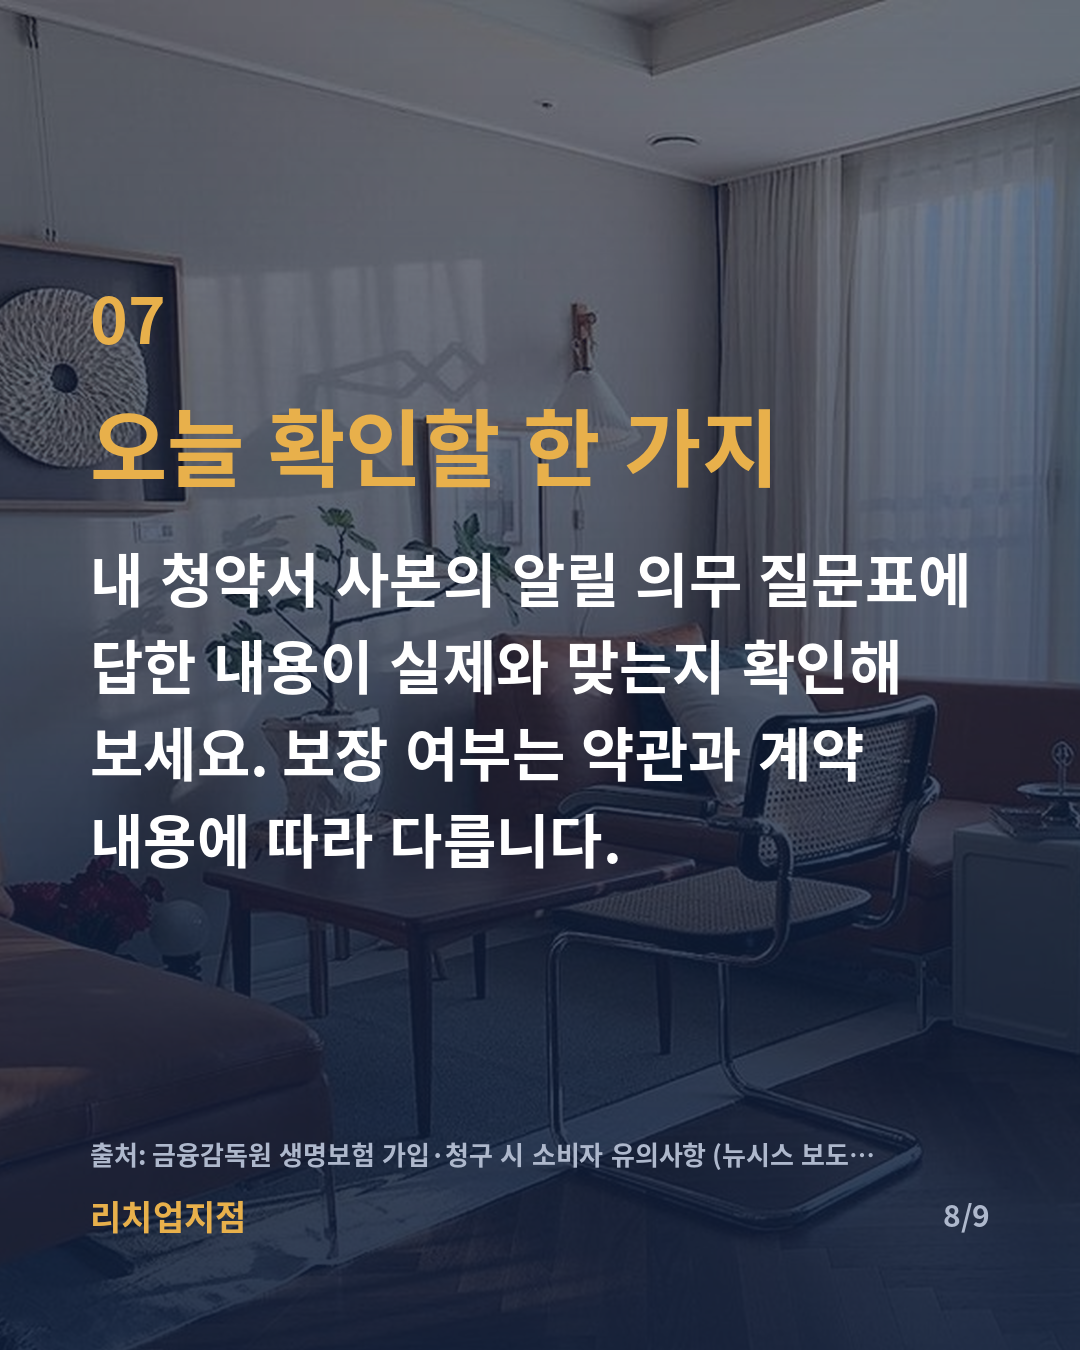 07
오늘 확인할 한 가지
내 청약서 사본의 알릴 의무 질문표에
답한 내용이 실제와 맞는지 확인해
보세요. 보장 여부는 약관과 계약
내용에 따라 다릅니다.
출처: 금융감독원 생명보험 가입·청구 시 소비자 유의사항 (뉴시스 보도…
리치업지점
8/9